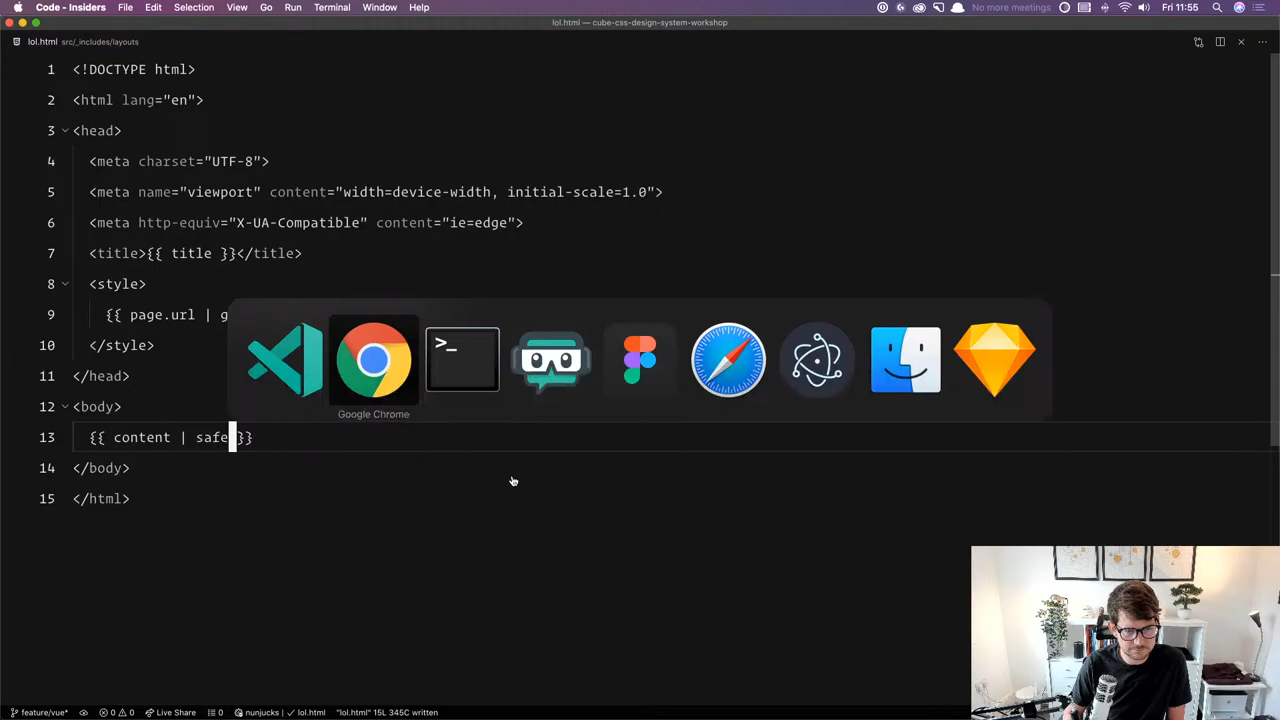 Code - Insiders File Edit Selection View Go Run Terminal Window Help No more meetings Fri 11:55
lol.html — cube-css-design-system-workshop
lol.html src/_includes/layouts
1 <!DOCTYPE html>
2 <html lang="en">
3 <head>
4 <meta charset="UTF-8">
5 <meta name="viewport" content="width=device-width, initial-scale=1.0">
6 <meta http-equiv="X-UA-Compatible" content="ie=edge">
7 <title>{{ title }}</title>
8 <style>
9 {{ page.url | g
10 </style>
11 </head>
12 <body>
Google Chrome
13 {{ content | safe }}
14 </body>
15 </html>
feature/vue* 0 0 Live Share 0 nunjucks | lol.html "lol.html" 15L 345C written